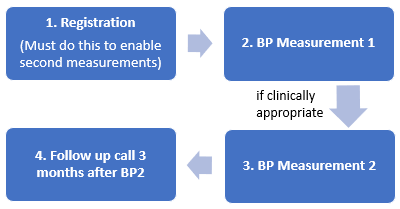 1. Registration
(Must do this to enable
second measurements)
2. BP Measurement 1
if clinically
appropriate
3. BP Measurement 2
4. Follow up call 3
months after BP2